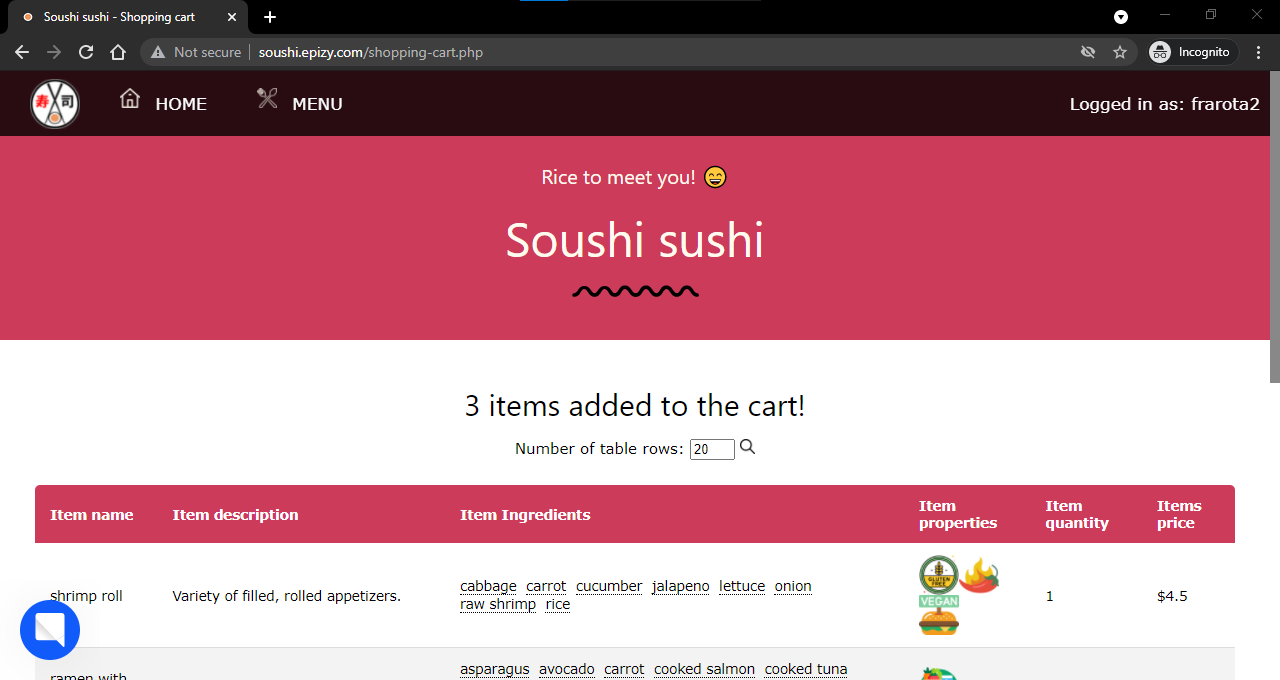 Soushi sushi - Shopping cart
Not secure soushi.epizy.com/shopping-cart.php Incognito
寿 司 HOME MENU Logged in as: frarota2
Rice to meet you! 😄
Soushi sushi
3 items added to the cart!
Number of table rows: 20
Item name Item description Item Ingredients Item properties Item quantity Items price
GLUTEN FREE
cabbage carrot cucumber jalapeno lettuce onion
shrimp roll Variety of filled, rolled appetizers. 1 $4.5
raw shrimp rice
VEGAN
asparagus avocado carrot cooked salmon cooked tuna
ramen with